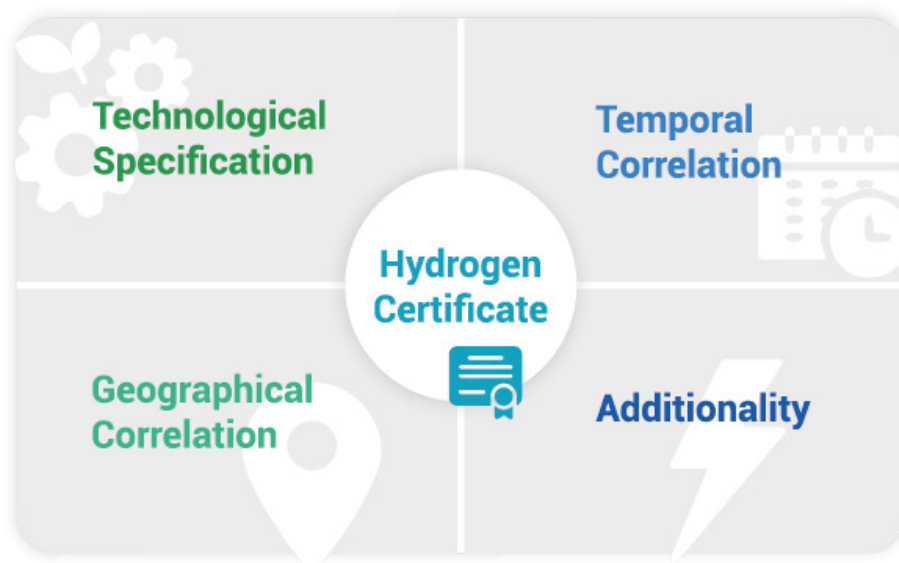 Technological
Specification
Temporal
Correlation
Hydrogen
Certificate
Geographical
Correlation
Additionality